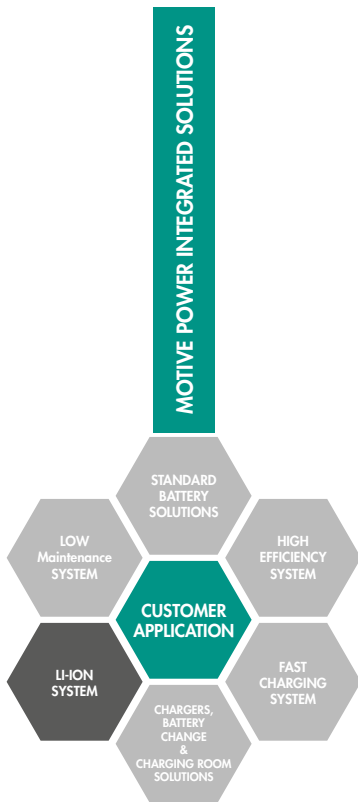 MOTIVE POWER INTEGRATED SOLUTIONS
STANDARD
BATTERY
SOLUTIONS
LOW
Maintenance
SYSTEM
HIGH
EFFICIENCY
SYSTEM
CUSTOMER
APPLICATION
LI-ION
SYSTEM
FAST
CHARGING
SYSTEM
CHARGERS,
BATTERY
CHANGE
&
CHARGING ROOM
SOLUTIONS